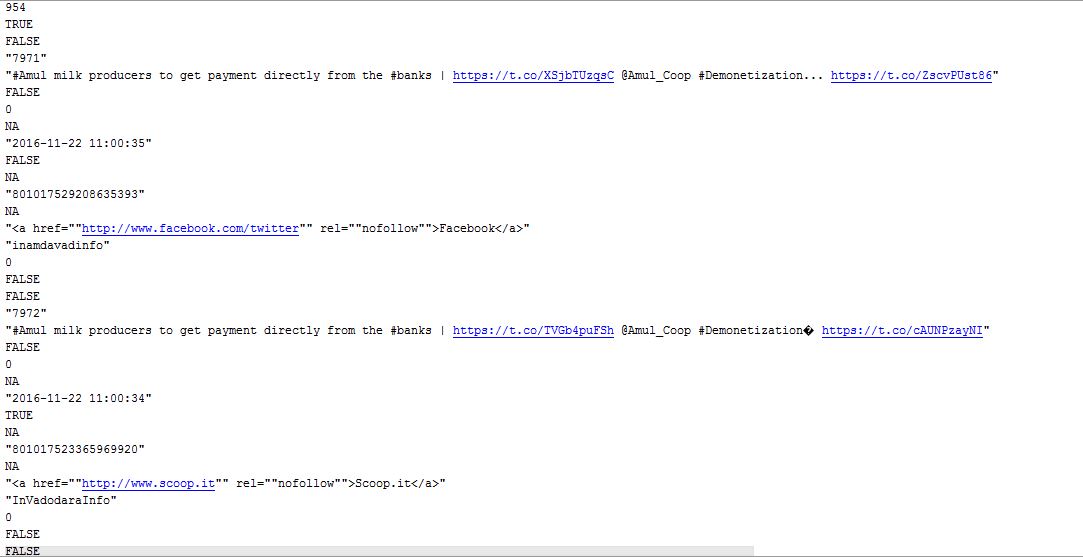 954
TRUE
FALSE
"7971"
"#Amul milk producers to get payment directly from the #banks | https://t.co/XSjbTUzqsC @Amul_Coop #Demonetization... https://t.co/ZscvPUst86"
FALSE
0
NA
"2016-11-22 11:00:35"
FALSE
NA
"801017529208635393"
NA
"<a href=""http://www.facebook.com/twitter"" rel=""nofollow"">Facebook</a>"
"inamdavadinfo"
0
FALSE
FALSE
"7972"
"#Amul milk producers to get payment directly from the #banks | https://t.co/TVGb4puFSh @Amul_Coop #Demonetization� https://t.co/cAUNPzayNI"
FALSE
0
NA
"2016-11-22 11:00:34"
TRUE
NA
"801017523365969920"
NA
"<a href=""http://www.scoop.it"" rel=""nofollow"">Scoop.it</a>"
"InVadodaraInfo"
0
FALSE
FALSE